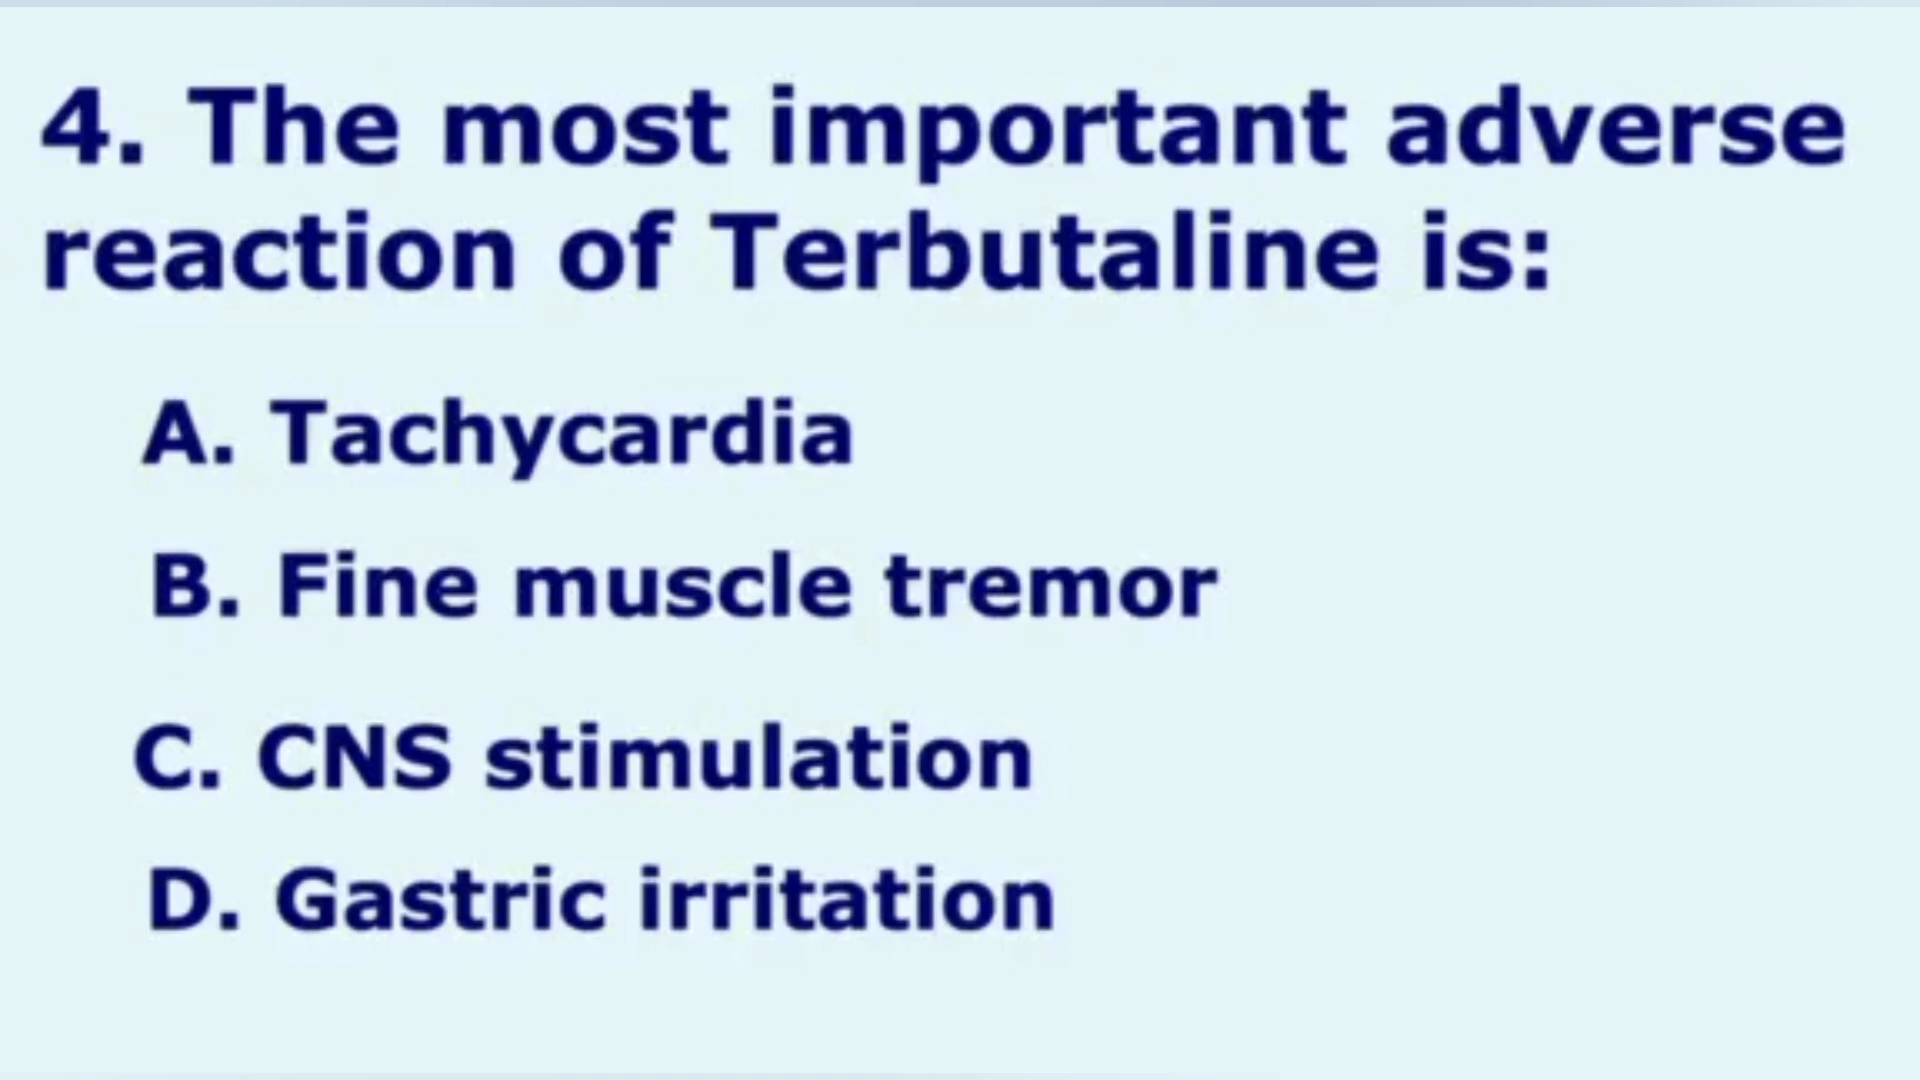 4. The most important adverse
reaction of Terbutaline is:
A. Tachycardia
B. Fine muscle tremor
C. CNS stimulation
D. Gastric irritation